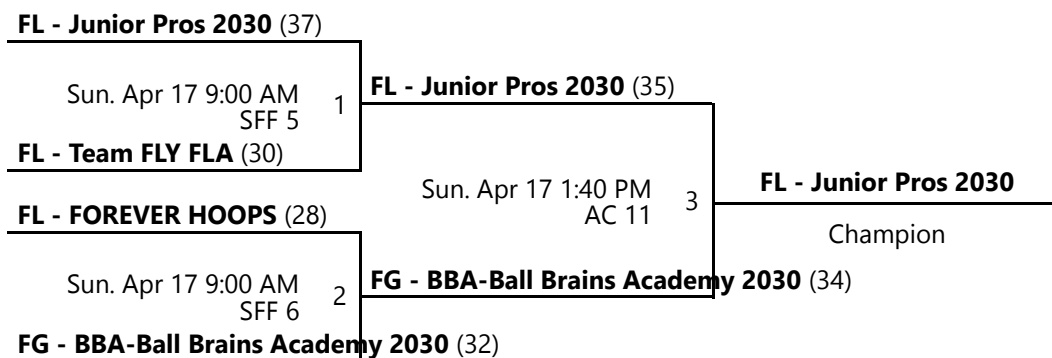 FL - Junior Pros 2030 (37)
Sun. Apr 17 9:00 AM
SFF 5
1
FL - Team FLY FLA (30)
FL - Junior Pros 2030 (35)
Sun. Apr 17 1:40 PM
AC 11
3
FL - Junior Pros 2030
Champion
FL - FOREVER HOOPS (28)
Sun. Apr 17 9:00 AM
SFF 6
2
FG - BBA-Ball Brains Academy 2030 (34)
FG - BBA-Ball Brains Academy 2030 (32)